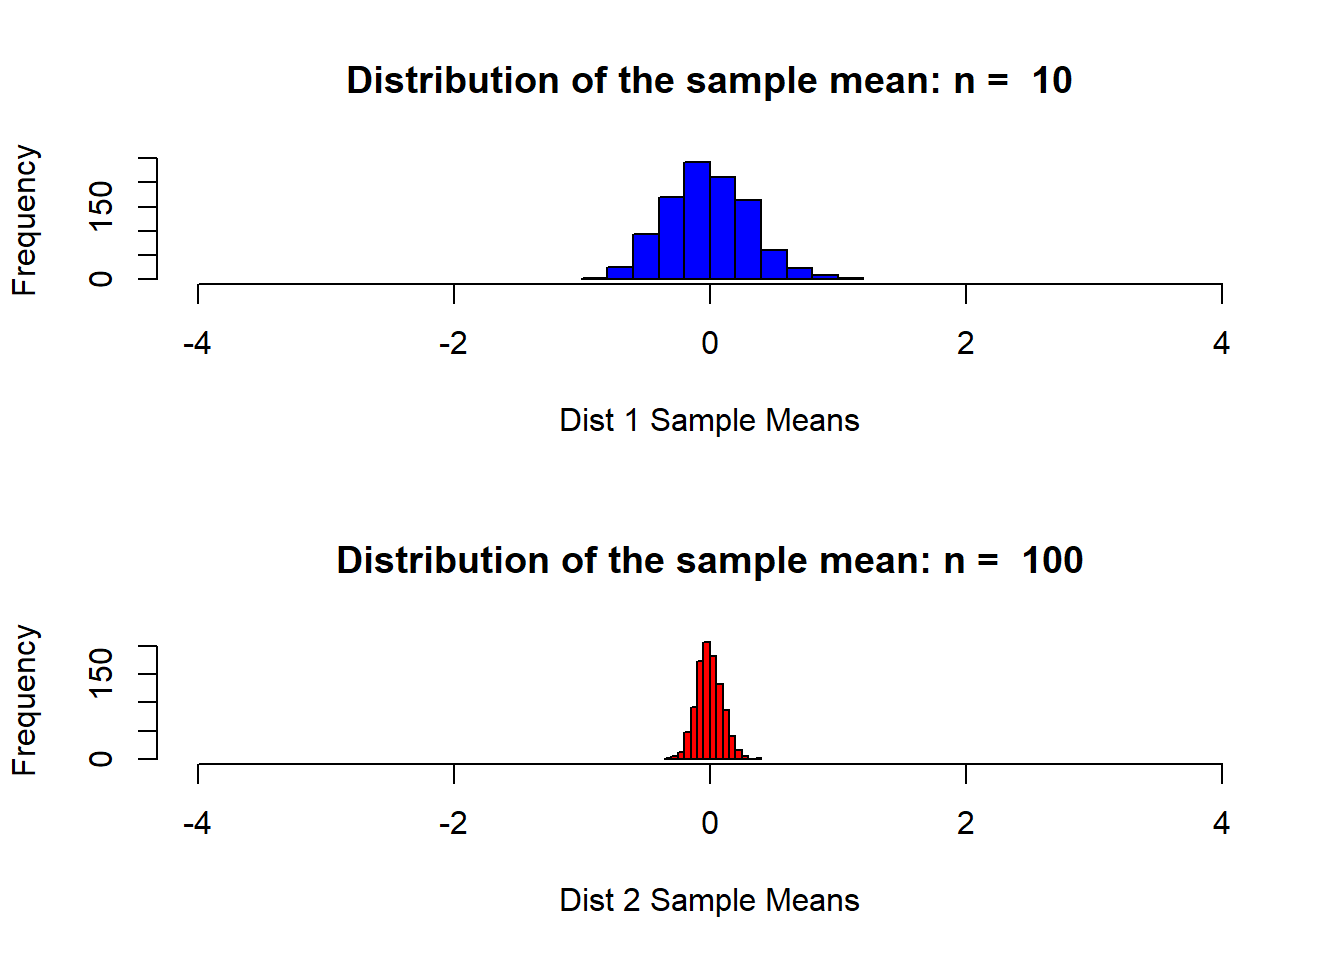 Distribution of the sample mean: n =  10
Frequency
150
0
-4 -2 0 2 4
Dist 1 Sample Means
Distribution of the sample mean: n =  100
Frequency
150
0
-4 -2 0 2 4
Dist 2 Sample Means